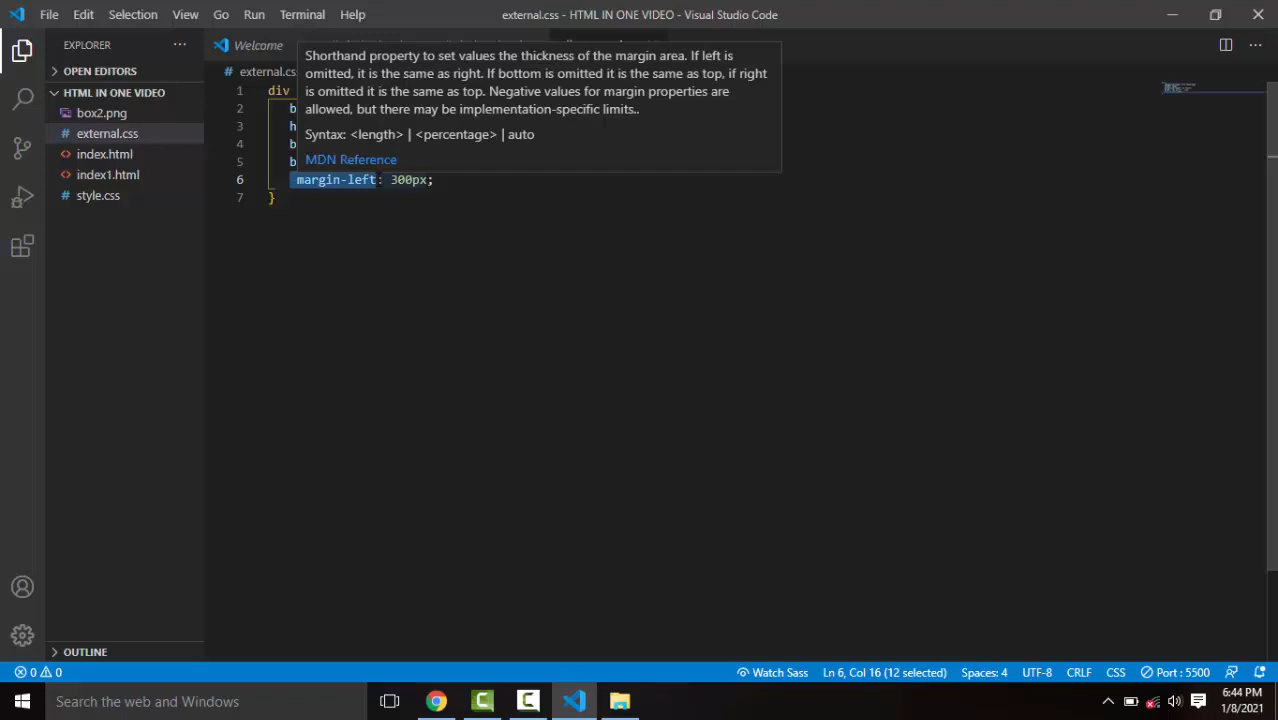 File Edit Selection View Go Run Terminal Help
external.css - HTML IN ONE VIDEO - Visual Studio Code
EXPLORER
OPEN EDITORS
HTML IN ONE VIDEO
box2.png
# external.css
index.html
index1.html
# style.css
OUTLINE
Welcome
# external.cs
1 div
2 b
3 h
4 b
5 b
6 margin-left: 300px;
7 }
Shorthand property to set values the thickness of the margin area. If left is
omitted, it is the same as right. If bottom is omitted it is the same as top, if right
is omitted it is the same as top. Negative values for margin properties are
allowed, but there may be implementation-specific limits..
Syntax: <length> | <percentage> | auto
MDN Reference
0 0
Watch Sass
Ln 6, Col 16 (12 selected)
Spaces: 4
UTF-8
CRLF
CSS
Port : 5500
Search the web and Windows
6:44 PM
1/8/2021